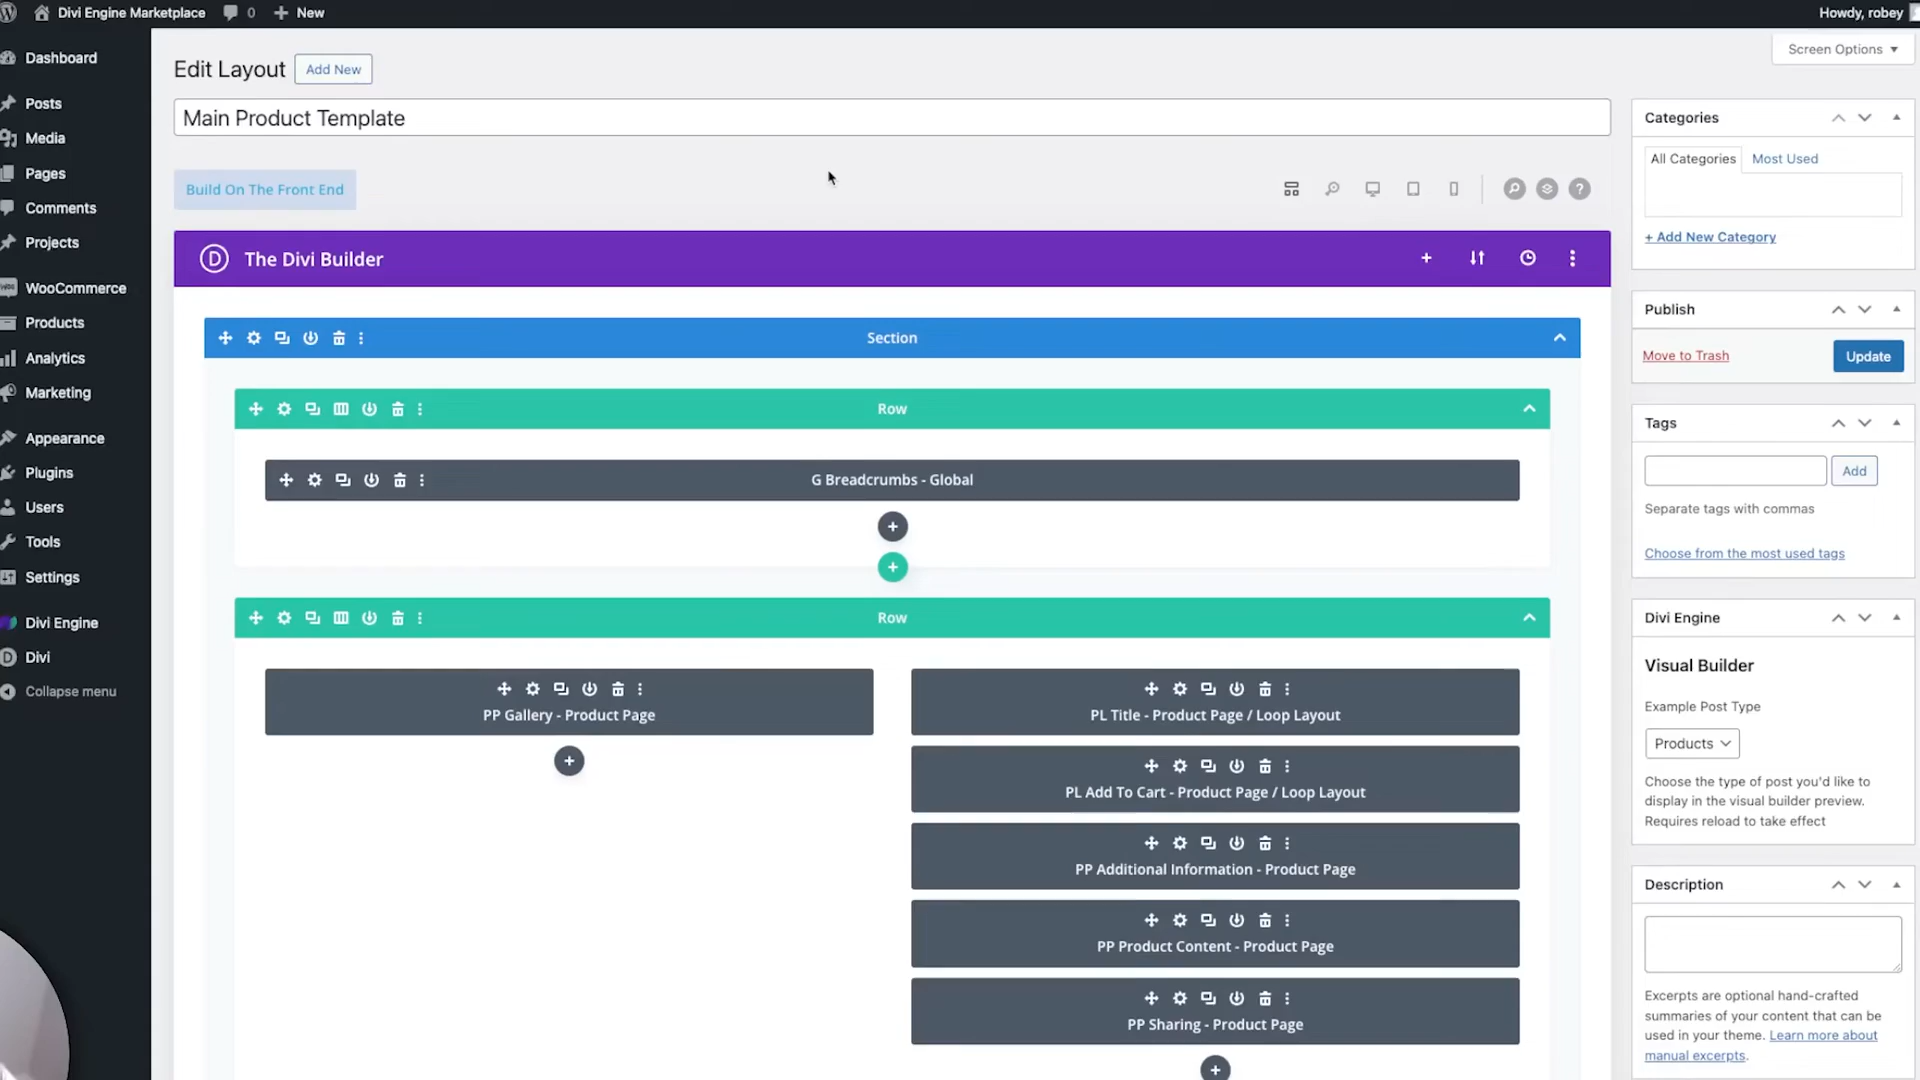 Divi Engine Marketplace
0
New
Howdy, robey
Dashboard
Posts
Media
Pages
Comments
Projects
WooCommerce
Products
Analytics
Marketing
Appearance
Plugins
Users
Tools
Settings
Divi Engine
Divi
Collapse menu
Screen Options
Edit Layout
Add New
Main Product Template
Build On The Front End
The Divi Builder
Section
Row
G Breadcrumbs - Global
Row
PP Gallery - Product Page
PL Title - Product Page / Loop Layout
PL Add To Cart - Product Page / Loop Layout
PP Additional Information - Product Page
PP Product Content - Product Page
PP Sharing - Product Page
Categories
All Categories
Most Used
+ Add New Category
Publish
Move to Trash
Update
Tags
Add
Separate tags with commas
Choose from the most used tags
Divi Engine
Visual Builder
Example Post Type
Products
Choose the type of post you'd like to
display in the visual builder preview.
Requires reload to take effect
Description
Excerpts are optional hand-crafted
summaries of your content that can be
used in your theme. Learn more about
manual excerpts.